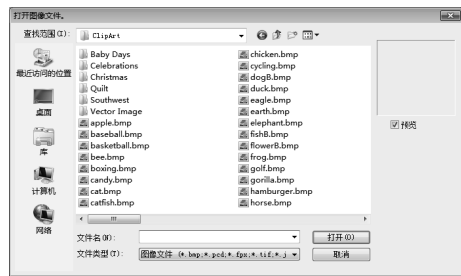 打开图像文件。
查找范围(I):
ClipArt
最近访问的位置
桌面
库
计算机
网络
Baby Days
Celebrations
Christmas
Quilt
Southwest
Vector Image
apple.bmp
baseball.bmp
basketball.bmp
bee.bmp
boxing.bmp
candy.bmp
cat.bmp
catfish.bmp
chicken.bmp
cycling.bmp
dogB.bmp
duck.bmp
eagle.bmp
earth.bmp
elephant.bmp
fishB.bmp
flowerB.bmp
frog.bmp
golf.bmp
gorilla.bmp
hamburger.bmp
horse.bmp
预览
文件名(N):
打开(O)
文件类型(T):
图像文件 (*.bmp;*.pcd;*.fpx;*.tif;*.j
取消